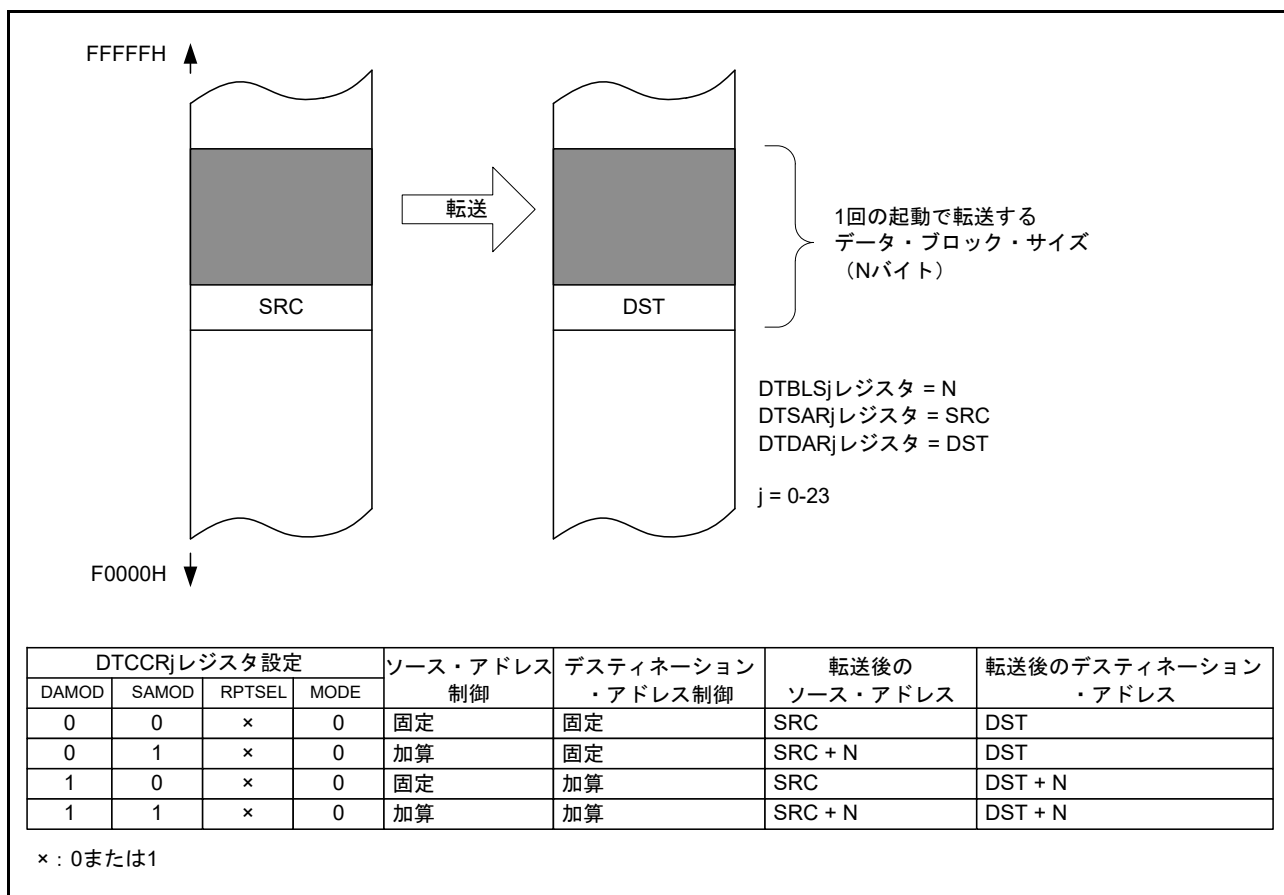 FFFFFH
転送
SRC
DST
1回の起動で転送する
データ・ブロック・サイズ
(Nバイト)
DTBLSjレジスタ = N
DTSARjレジスタ = SRC
DTDARjレジスタ = DST
j = 0-23
F0000H
DTCCRjレジスタ設定
ソース・アドレス
制御
デスティネーション
・アドレス制御
転送後の
ソース・アドレス
転送後のデスティネーション
・アドレス
DAMOD SAMOD RPTSEL MODE
0 0 × 0 固定 固定 SRC DST
0 1 × 0 加算 固定 SRC + N DST
1 0 × 0 固定 加算 SRC DST + N
1 1 × 0 加算 加算 SRC + N DST + N
×：0または1